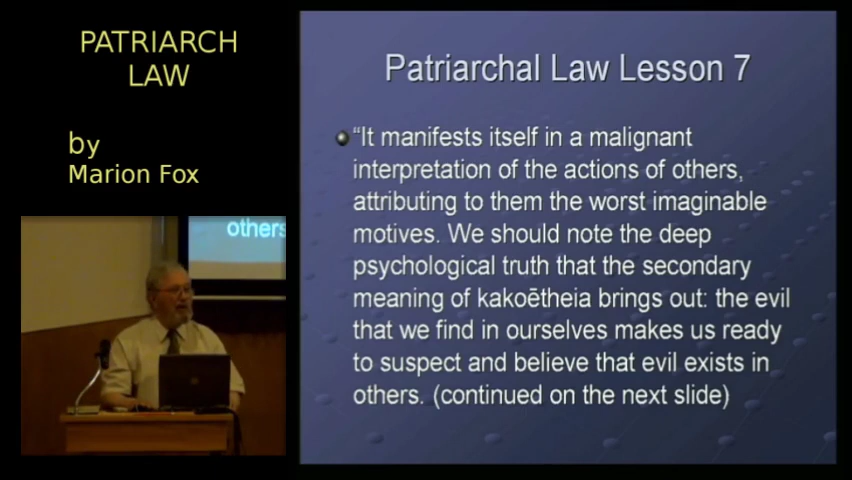 PATRIARCH
LAW
by
Marion Fox
others
Patriarchal Law Lesson 7
“It manifests itself in a malignant
interpretation of the actions of others,
attributing to them the worst imaginable
motives. We should note the deep
psychological truth that the secondary
meaning of kakoētheia brings out: the evil
that we find in ourselves makes us ready
to suspect and believe that evil exists in
others. (continued on the next slide)